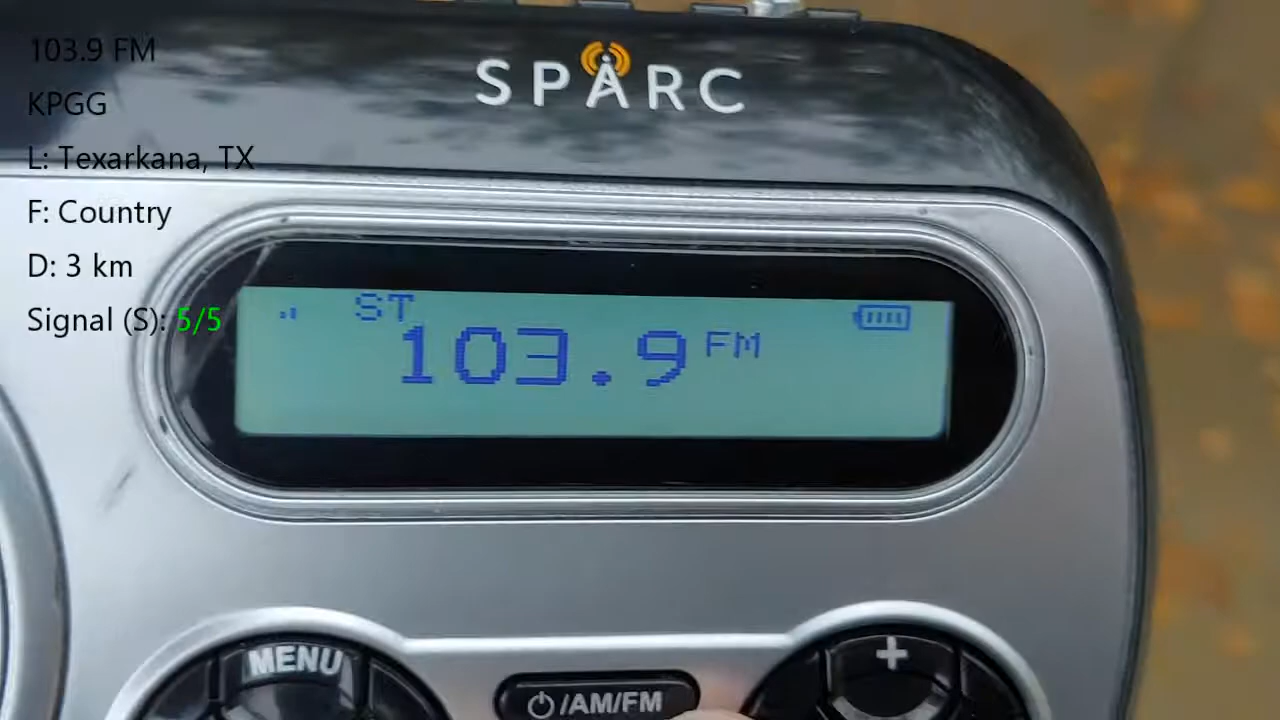 103.9 FM
KPGG
L: Texarkana, TX
F: Country
D: 3 km
Signal (S): 5/5
SPARC
ST
103.9 FM
MENU
/AM/FM
+